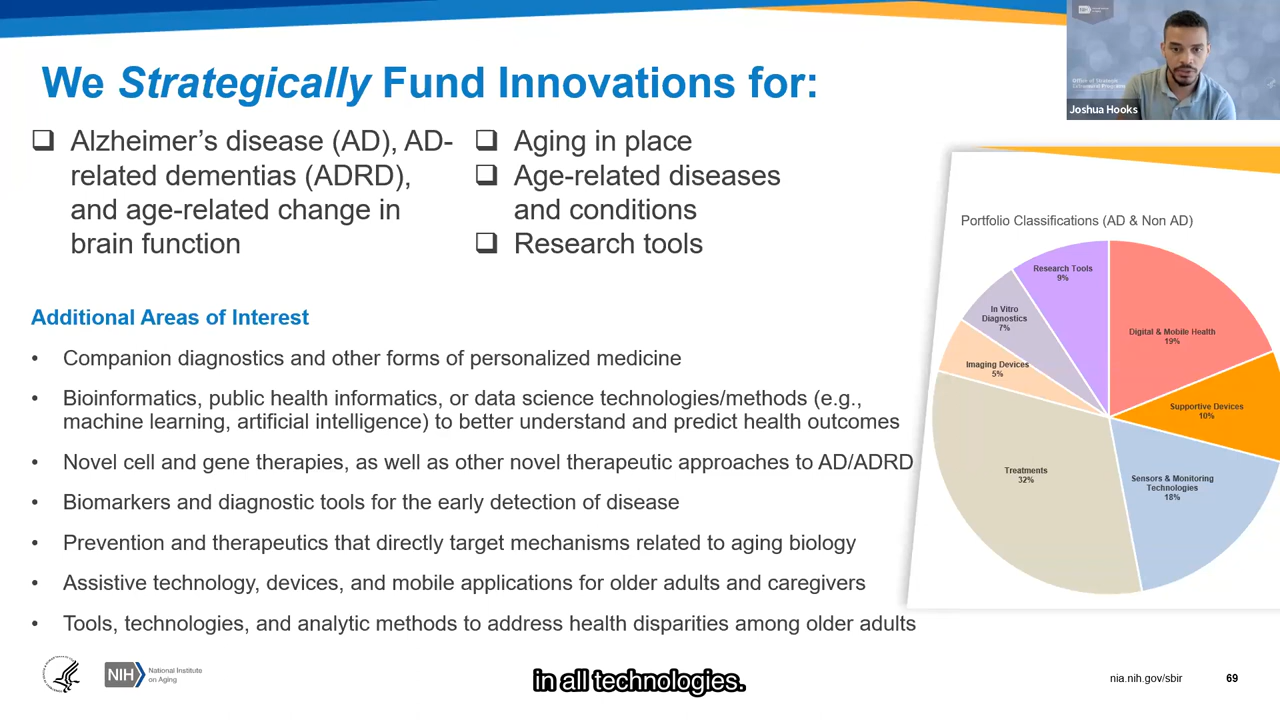 We Strategically Fund Innovations for:
❑ Alzheimer’s disease (AD), AD-
related dementias (ADRD),
and age-related change in
brain function
❑ Aging in place
❑ Age-related diseases
and conditions
❑ Research tools
Additional Areas of Interest
• Companion diagnostics and other forms of personalized medicine
• Bioinformatics, public health informatics, or data science technologies/methods (e.g.,
machine learning, artificial intelligence) to better understand and predict health outcomes
• Novel cell and gene therapies, as well as other novel therapeutic approaches to AD/ADRD
• Biomarkers and diagnostic tools for the early detection of disease
• Prevention and therapeutics that directly target mechanisms related to aging biology
• Assistive technology, devices, and mobile applications for older adults and caregivers
• Tools, technologies, and analytic methods to address health disparities among older adults
Joshua Hooks
Portfolio Classifications (AD & Non AD)
Research Tools
9%
Digital & Mobile Health
19%
In Vitro
Diagnostics
7%
Imaging Devices
5%
Supportive Devices
10%
Treatments
32%
Sensors & Monitoring
Technologies
18%
NIH
National Institute
on Aging
in all technologies.
nia.nih.gov/sbir
69